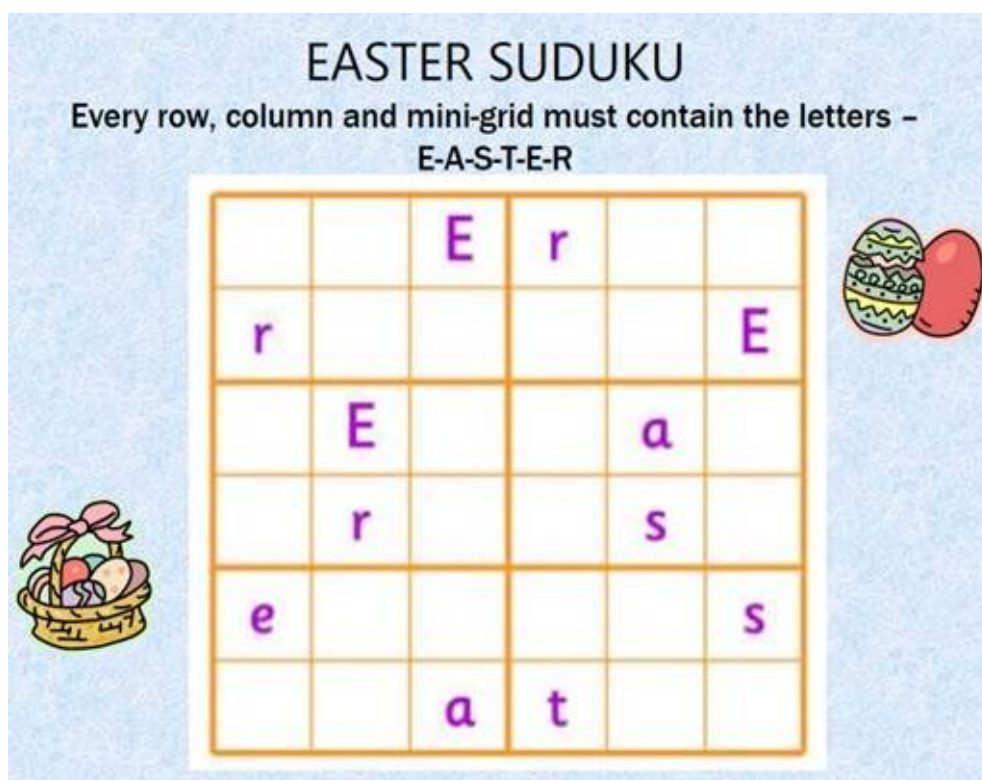 EASTER SUDUKU
Every row, column and mini-grid must contain the letters –
E-A-S-T-E-R
E r
r E
E a
r s
e s
a t